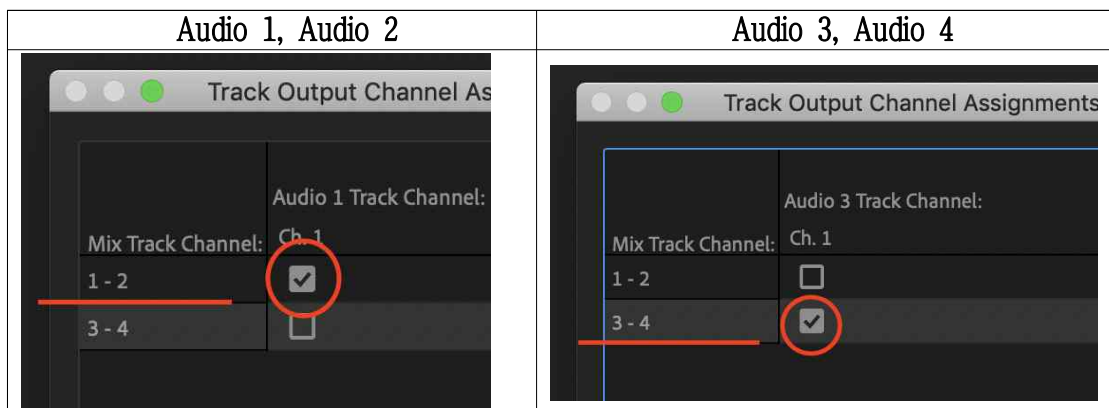 Audio 1, Audio 2
Audio 3, Audio 4
Track Output Channel As
Audio 1 Track Channel:
Mix Track Channel:
Ch. 1
1 - 2
3 - 4
Track Output Channel Assignments
Audio 3 Track Channel:
Mix Track Channel:
Ch. 1
1 - 2
3 - 4